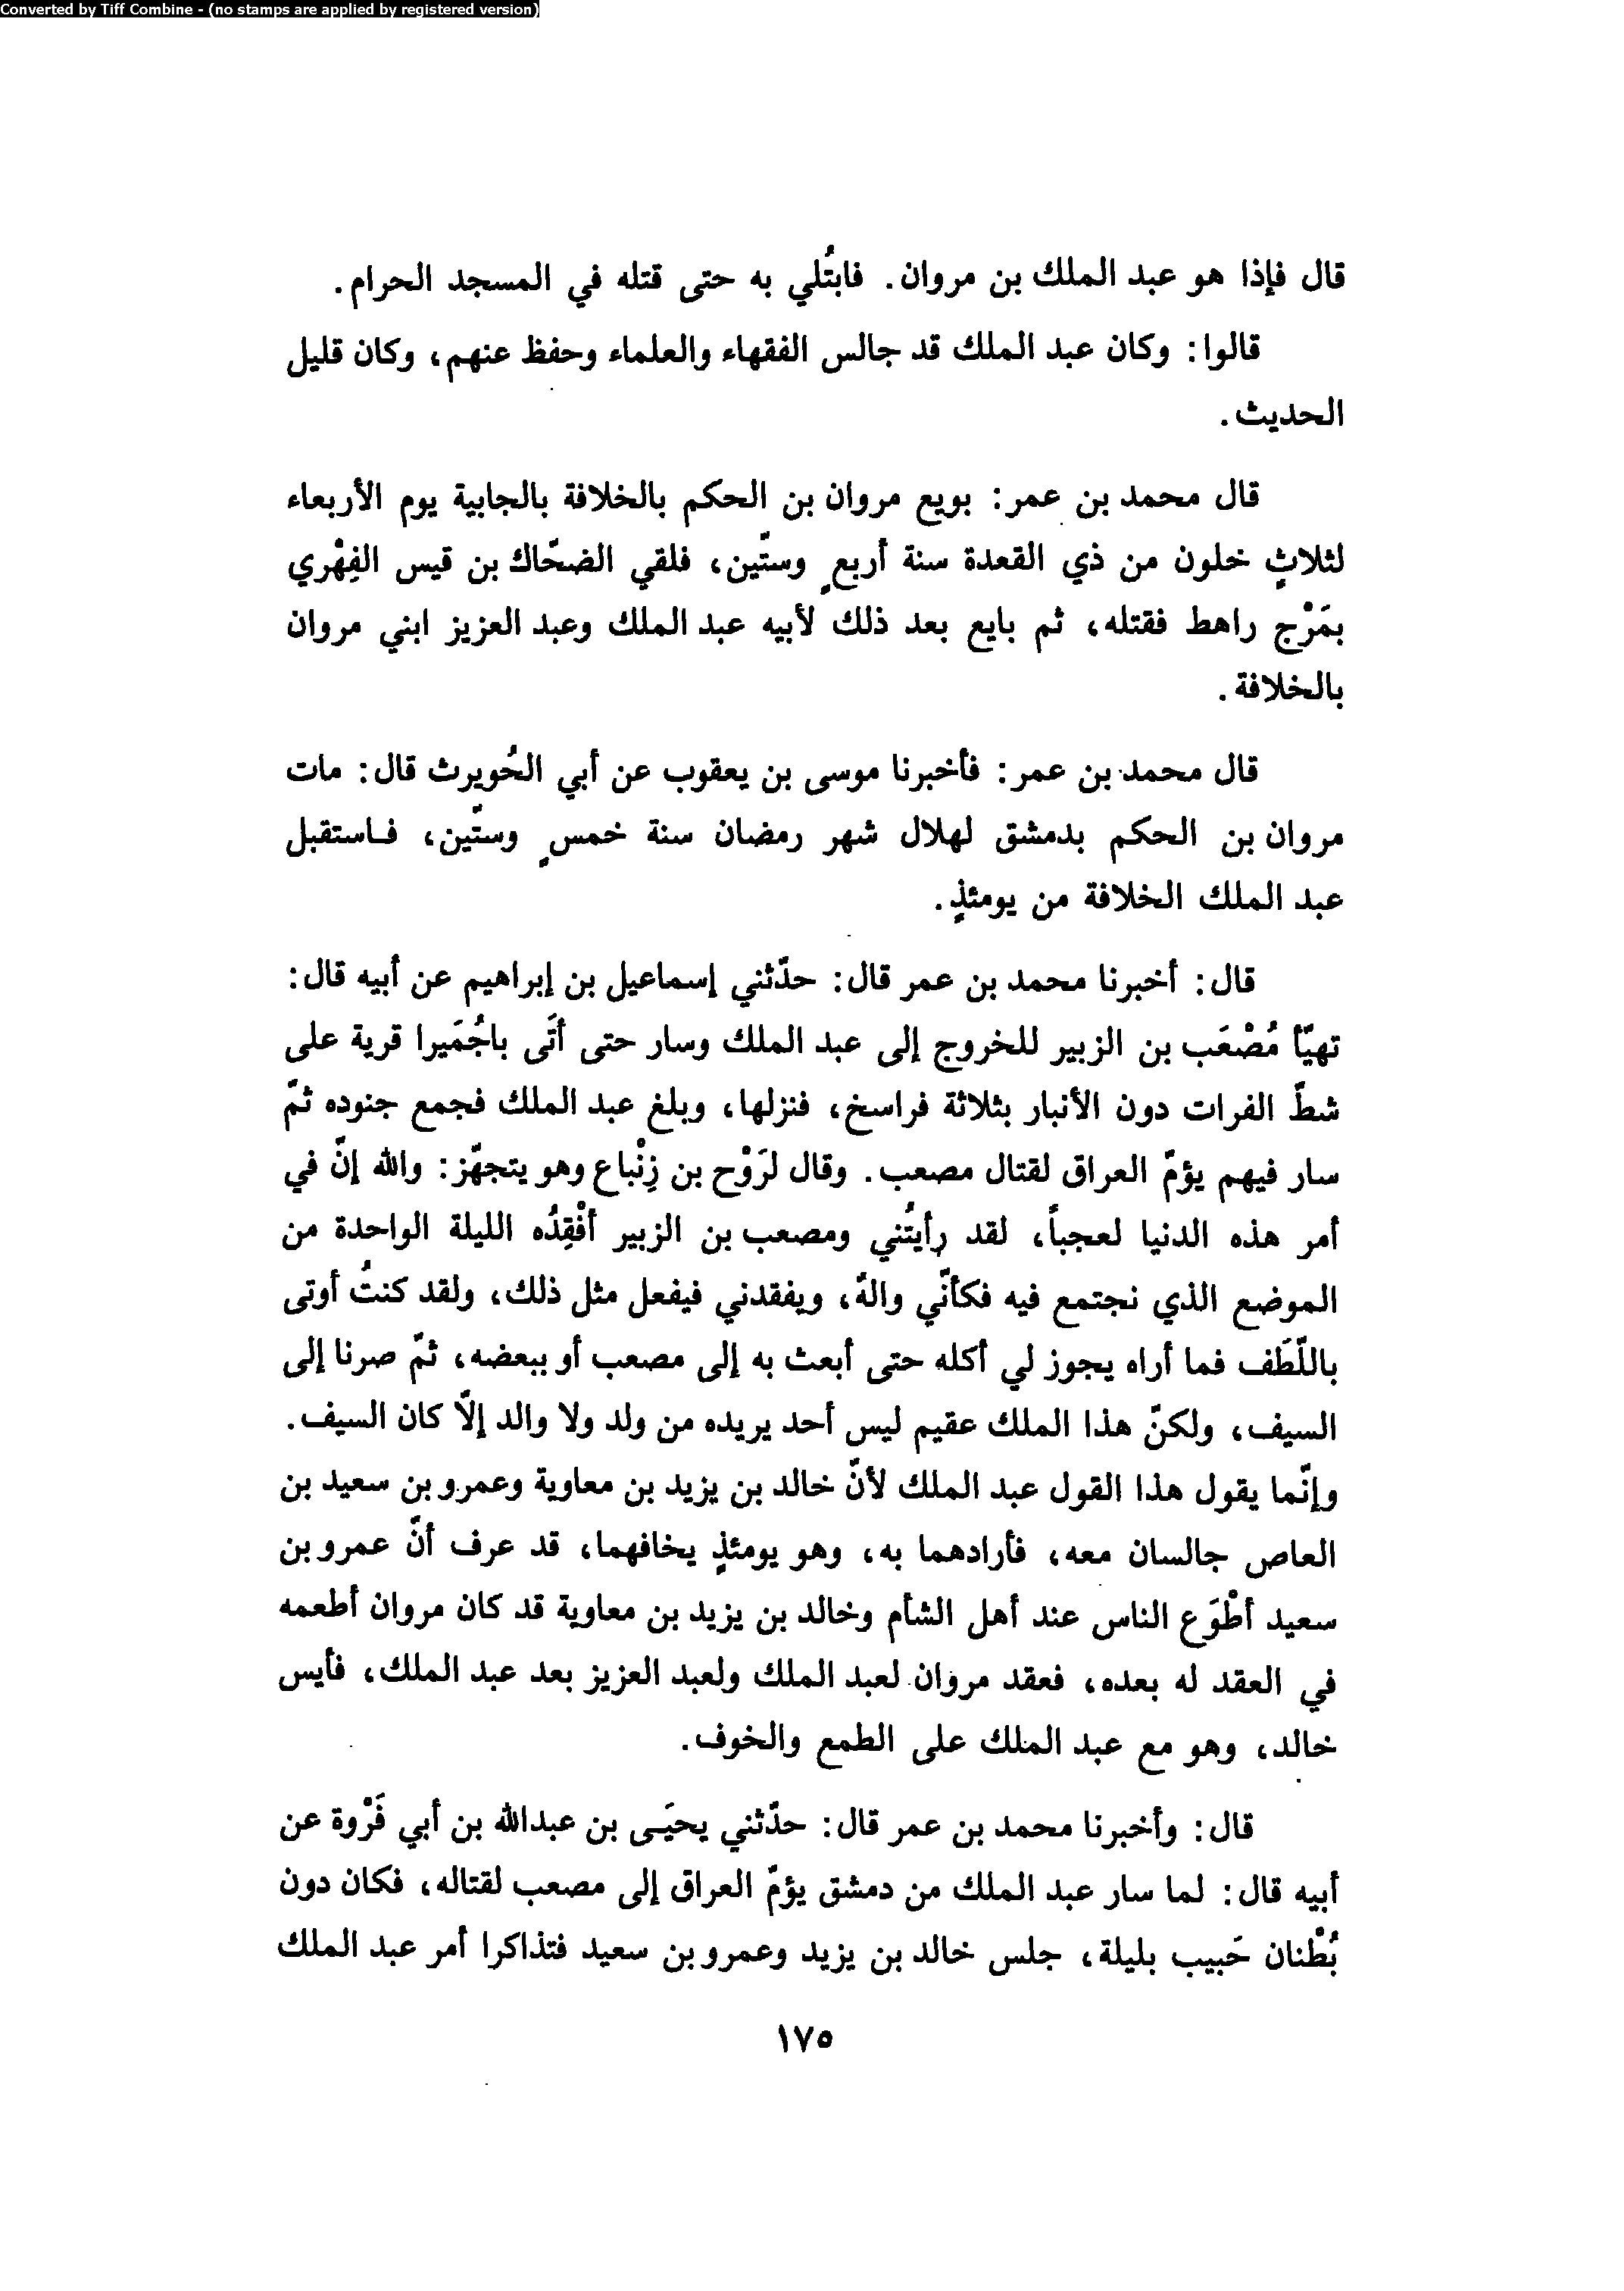 Converted by Tiff Combine - (no stamps are applied by registered version)
قال فإذا هو عبد الملك بن مروان. فابتُلي به حتى قتله في المسجد الحرام.
قالوا: وكان عبد الملك قد جالس الفقهاء والعلماء وحفظ عنهم، وكان قليل
الحديث.
قال محمد بن عمر: بويع مروان بن الحكم بالخلافة بالجابية يوم الأربعاء
لثلاثٍ خلون من ذي القعدة سنة أربعٍ وستّين، فلقي الضحّاك بن قيس الفِهْري
بمَرْج راهط فقتله، ثم بايع بعد ذلك لأبيه عبد الملك وعبد العزيز ابني مروان
بالخلافة.
قال محمد بن عمر: فأخبرنا موسى بن يعقوب عن أبي الحُويرث قال: مات
مروان بن الحكم بدمشق لهلال شهر رمضان سنة خمسٍ وستّين، فاستقبل
عبد الملك الخلافة من يومئذٍ.
قال: أخبرنا محمد بن عمر قال: حدّثني إسماعيل بن إبراهيم عن أبيه قال:
تهيّأ مُصْعَب بن الزبير للخروج إلى عبد الملك وسار حتى أتَى باجُمَيرا قرية على
شطّ الفرات دون الأنبار بثلاثة فراسخ، فنزلها، وبلغ عبد الملك فجمع جنوده ثمّ
سار فيهم يؤمّ العراق لقتال مصعب. وقال لرَوْح بن زِنْباع وهو يتجهّز: والله إنّ في
أمر هذه الدنيا لعجباً، لقد رأيتُني ومصعب بن الزبير أفْقِدُه الليلة الواحدة من
الموضع الذي نجتمع فيه فكأنّي والهٌ، ويفقدني فيفعل مثل ذلك، ولقد كنتُ أوتى
باللّطَف فما أراه يجوز لي أكله حتى أبعث به إلى مصعب أو ببعضه، ثمّ صرنا إلى
السيف، ولكنّ هذا الملك عقيم ليس أحد يريده من ولد ولا والد إلّا كان السيف.
وإنّما يقول هذا القول عبد الملك لأنّ خالد بن يزيد بن معاوية وعمرو بن سعيد بن
العاص جالسان معه، فأرادهما به، وهو يومئذٍ يخافهما، قد عرف أنّ عمرو بن
سعيد أطْوَع الناس عند أهل الشأم وخالد بن يزيد بن معاوية قد كان مروان أطعمه
في العقد له بعده، فعقد مروان لعبد الملك ولعبد العزيز بعد عبد الملك، فأيس
خالد، وهو مع عبد الملك على الطمع والخوف.
قال: وأخبرنا محمد بن عمر قال: حدّثني يحيَى بن عبدالله بن أبي فَرْوة عن
أبيه قال: لما سار عبد الملك من دمشق يؤمّ العراق إلى مصعب لقتاله، فكان دون
بُطْنان حَبيب بليلة، جلس خالد بن يزيد وعمرو بن سعيد فتذاكرا أمر عبد الملك
١٧٥